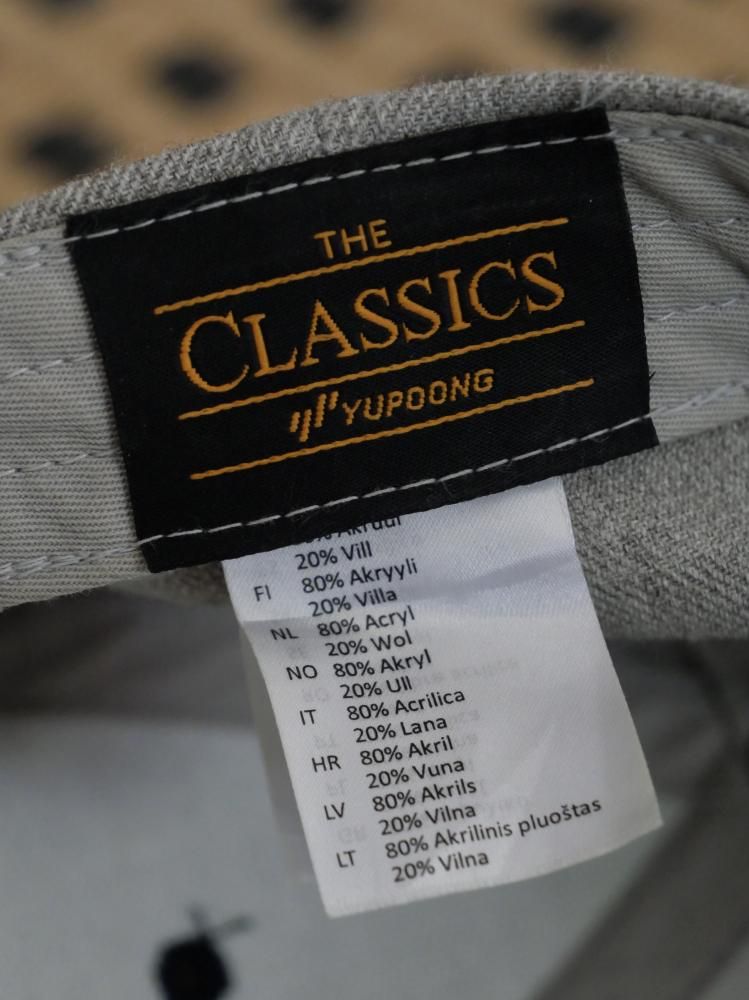 THE
CLASSICS
YUPOONG
20% Vill
FI 80% Akryyli
20% Villa
NL 80% Acryl
20% Wol
NO 80% Akryl
20% Ull
IT 80% Acrilica
20% Lana
HR 80% Akril
20% Vuna
LV 80% Akrils
20% Vilna
LT 80% Akrilinis pluoštas
20% Vilna